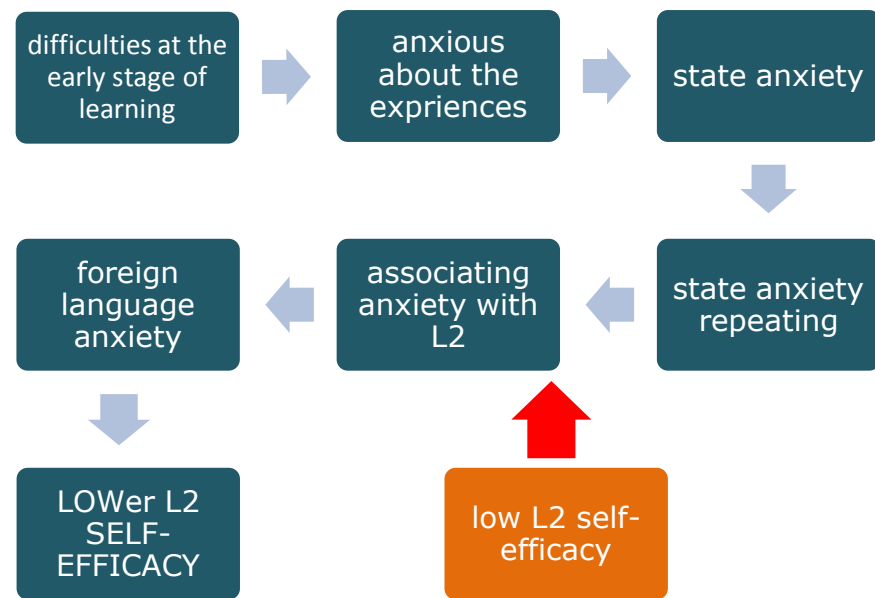 difficulties at the
early stage of
learning
anxious
about the
expriences
state anxiety
state anxiety
repeating
associating
anxiety with
L2
foreign
language
anxiety
LOWer L2
SELF-
EFFICACY
low L2 self-
efficacy